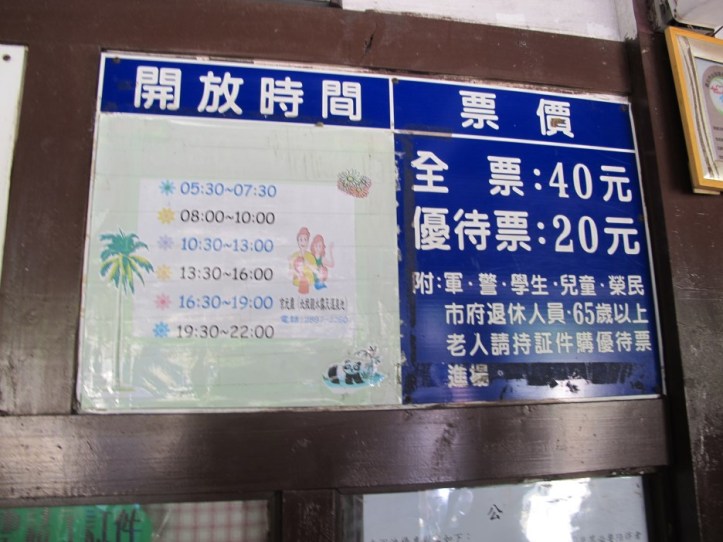 開放時間
05:30~07:30
08:00~10:00
10:30~13:00
13:30~16:00
16:30~19:00
19:30~22:00
票價
全票:40元
優待票:20元
附:軍·警·學生·兒童·榮民
市府退休人員·65歲以上
老人請持証件購優待票
進場
公